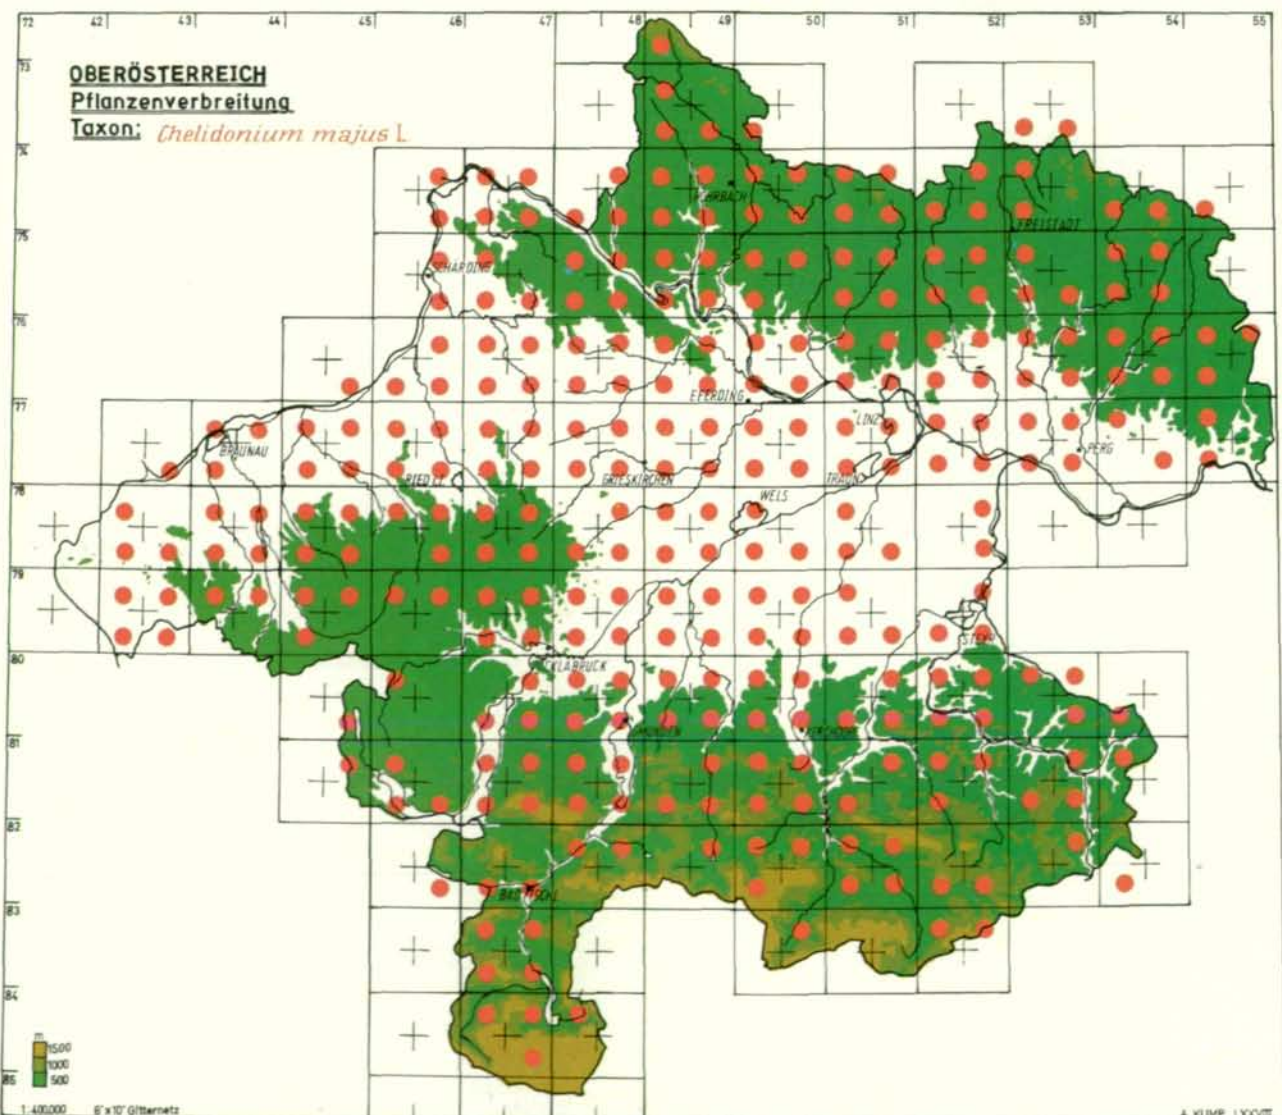 72 42 43 44 45 46 47 48 49 50 51 52 53 54 55
73
OBERÖSTERREICH
Pflanzenverbreitung
Taxon: Chelidonium majus L
74
ROHRBACH
FREISTADT
75
SCHÄRDING
76
EFERDING
77
LINZ
BRAUNAU
PERG
RIED I.I.
GRIESKIRCHEN
TRAUN
78
WELS
79
STEYR
80
VÖCKLABRUCK
GMUNDEN
KIRCHDORF
81
82
BAD ISCHL
83
84
m
1500
1000
500
85
1:400.000 6'x10' Gitternetz